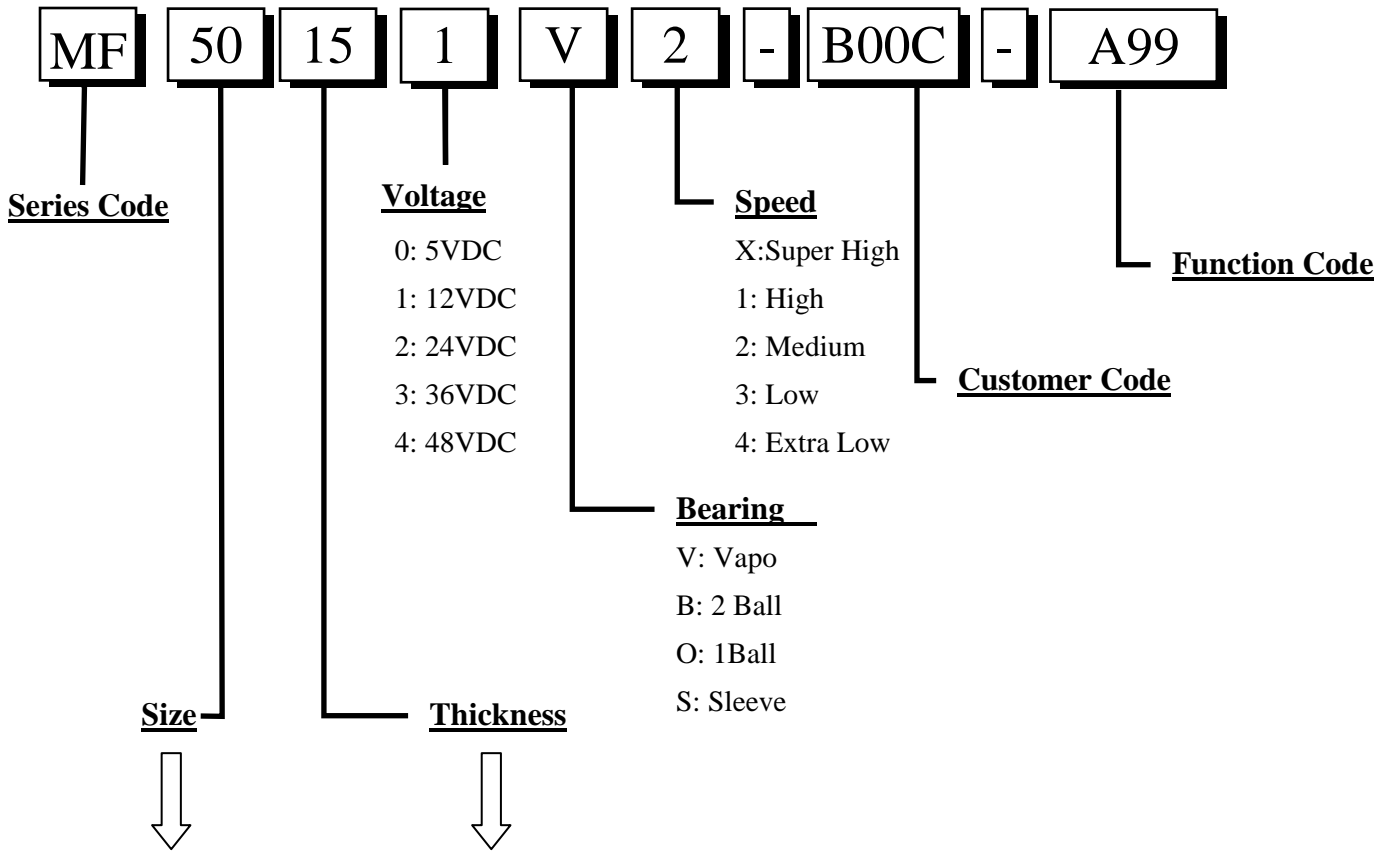 MF 50 15 1 V 2 - B00C - A99
Series Code
Voltage
0: 5VDC
1: 12VDC
2: 24VDC
3: 36VDC
4: 48VDC
Speed
X:Super High
1: High
2: Medium
3: Low
4: Extra Low
Function Code
Customer Code
Bearing
V: Vapo
B: 2 Ball
O: 1Ball
S: Sleeve
Size
Thickness